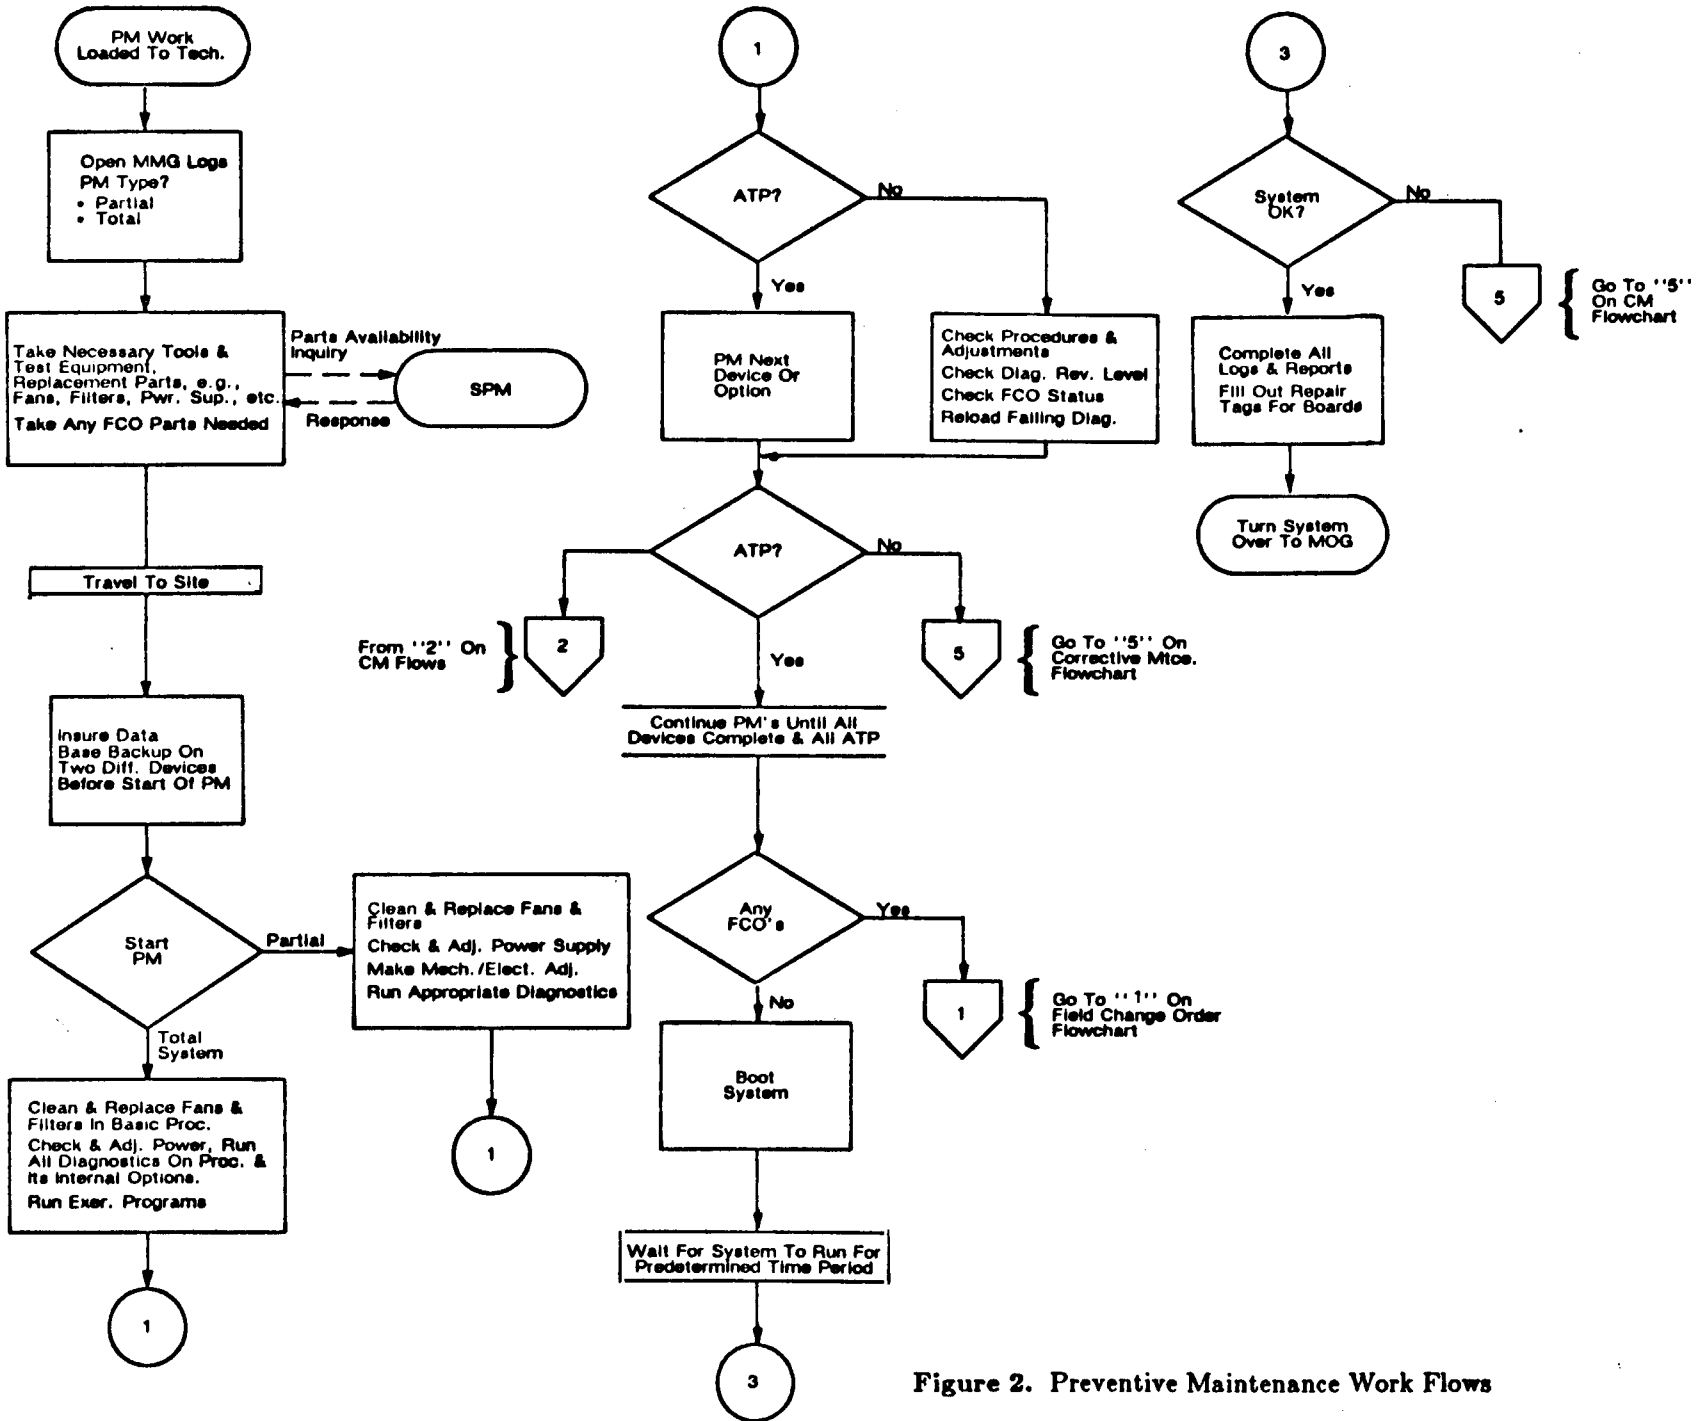 PM Work
Loaded To Tech.
Open MMG Logs
PM Type?
• Partial
• Total
Take Necessary Tools &
Test Equipment,
Replacement Parts, e.g.,
Fans, Filters, Pwr. Sup., etc.
Take Any FCO Parts Needed
Parts Availability
Inquiry
Response
SPM
Travel To Site
Insure Data
Base Backup On
Two Diff. Devices
Before Start Of PM
Start
PM
Partial
Total
System
Clean & Replace Fans &
Filters
Check & Adj. Power Supply
Make Mech./Elect. Adj.
Run Appropriate Diagnostics
1
Clean & Replace Fans &
Filters In Basic Proc.
Check & Adj. Power, Run
All Diagnostics On Proc. &
Its Internal Options.
Run Exer. Programs
1
1
ATP?
No
Yes
PM Next
Device Or
Option
Check Procedures &
Adjustments
Check Diag. Rev. Level
Check FCO Status
Reload Failing Diag.
ATP?
No
Yes
From "2" On
CM Flows
2
5
Go To "5" On
Corrective Mtce.
Flowchart
Continue PM's Until All
Devices Complete & All ATP
Any
FCO's
Yes
No
1
Go To "1" On
Field Change Order
Flowchart
Boot
System
Wait For System To Run For
Predetermined Time Period
3
3
System
OK?
No
Yes
5
Go To "5"
On CM
Flowchart
Complete All
Logs & Reports
Fill Out Repair
Tags For Boards
Turn System
Over To MOG
Figure 2. Preventive Maintenance Work Flows